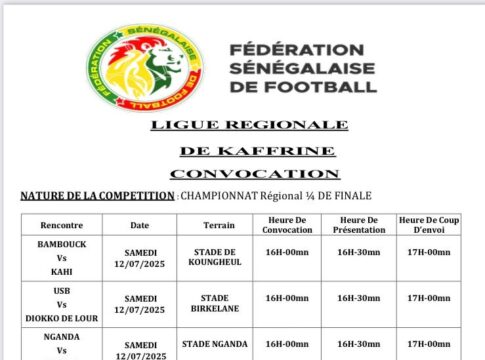 FÉDÉRATION
SÉNÉGALAISE
DE FOOTBALL
FÉDÉRATION SÉNÉGALAISE DE FOOTBALL
LIGUE REGIONALE
DE KAFFRINE
CONVOCATION
NATURE DE LA COMPETITION : CHAMPIONNAT Régional ¼ DE FINALE
Rencontre Date Terrain Heure De Convocation Heure De Présentation Heure De Coup D'envoi
BAMBOUCK
Vs
KAHI
SAMEDI
12/07/2025
STADE DE
KOUNGHEUL
16H-00mn 16H-30mn 17H-00mn
USB
Vs
DIOKKO DE LOUR
SAMEDI
12/07/2025
STADE
BIRKELANE
16H-00mn 16H-30mn 17H-00mn
NGANDA
Vs
SAMEDI
12/07/2025
STADE NGANDA
16H-00mn 16H-30mn 17H-00mn